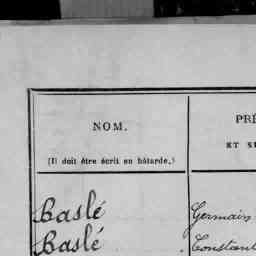 NOM.
PRÉ
(Il doit être écrit en bâtarde.)
ET S
Baslé Germain
Baslé Constant